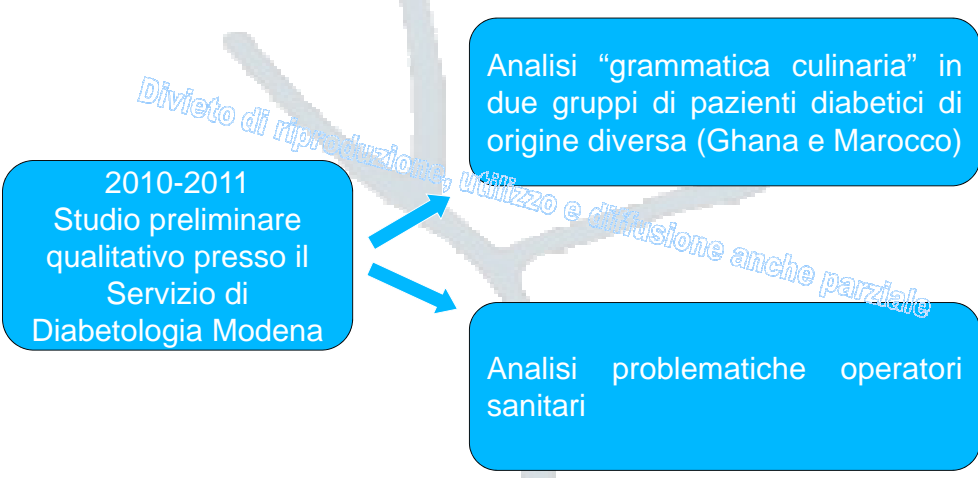 2010-2011
Studio preliminare
qualitativo presso il
Servizio di
Diabetologia Modena
Analisi “grammatica culinaria” in
due gruppi di pazienti diabetici di
origine diversa (Ghana e Marocco)
Analisi problematiche operatori
sanitari
Divieto di riproduzione, utilizzo e diffusione anche parziale